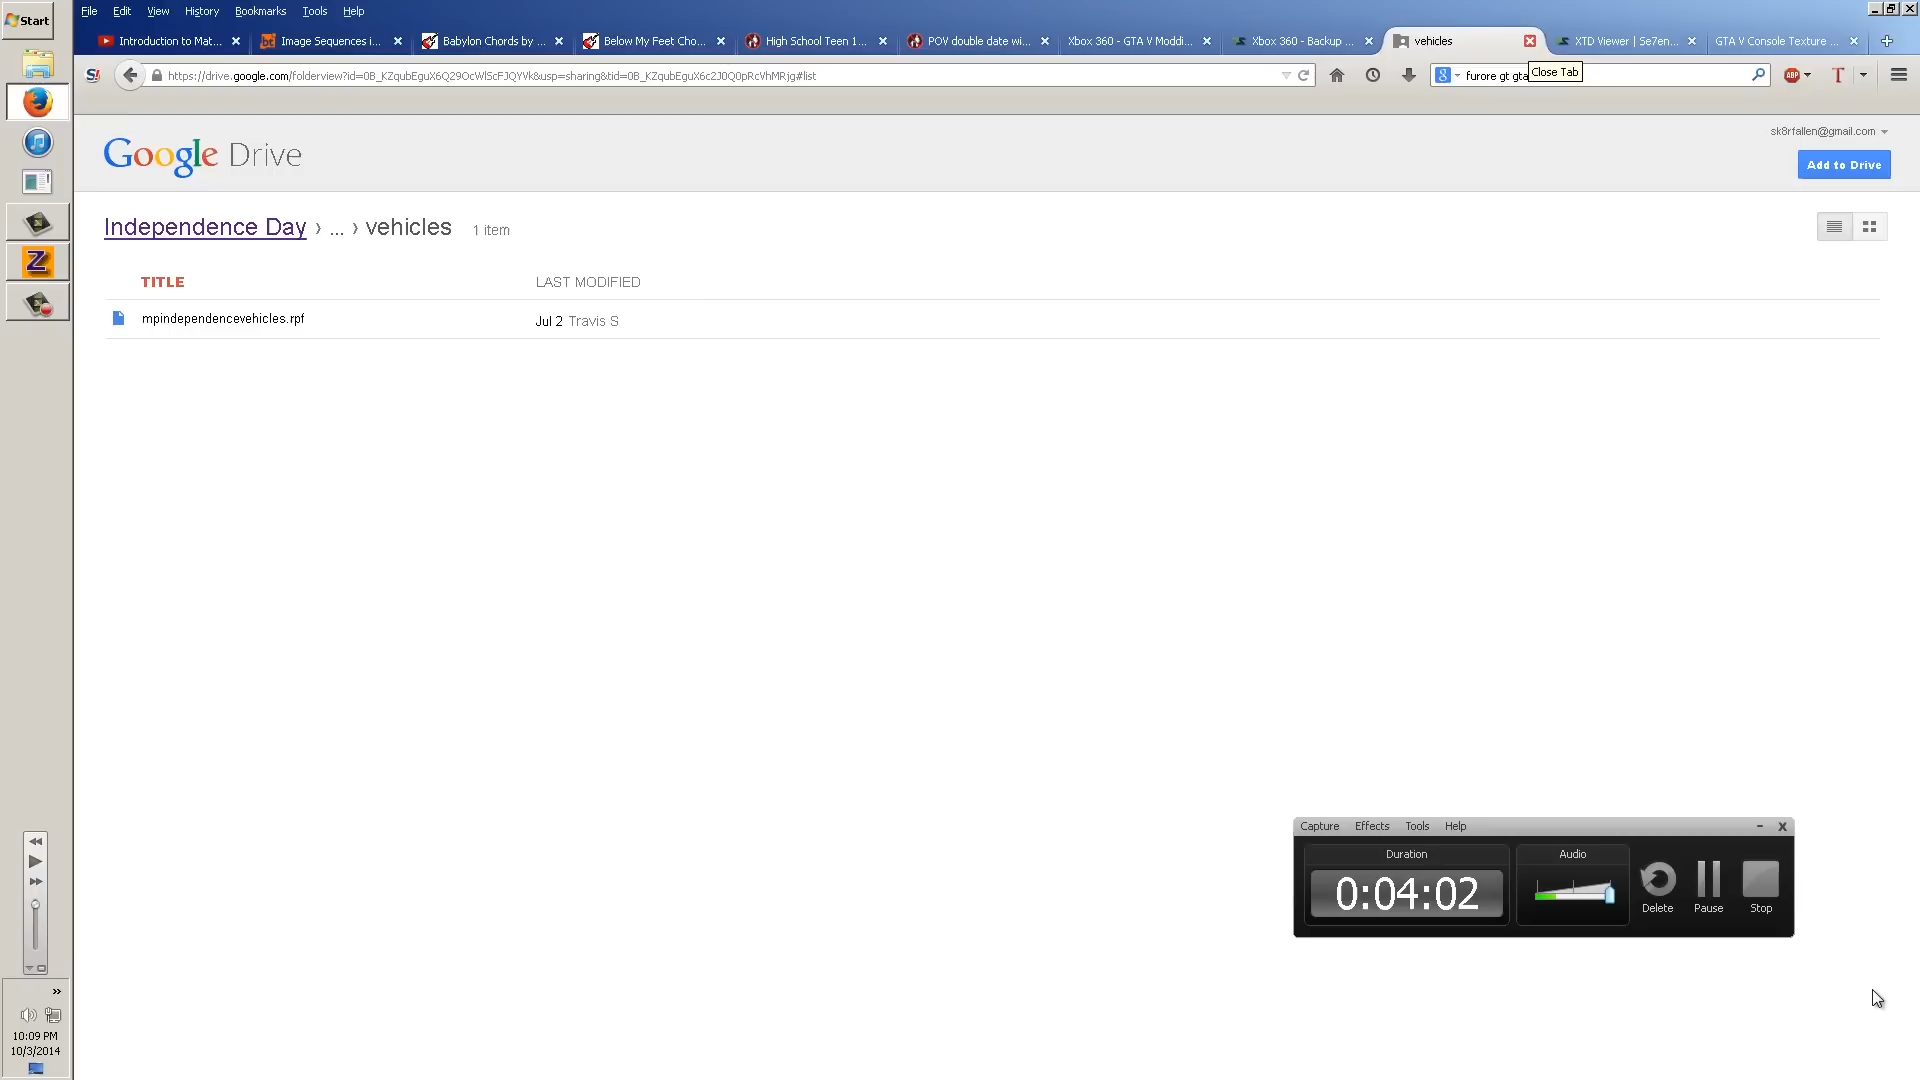 Start
File Edit View History Bookmarks Tools Help
Introduction to Mat...
Image Sequences i...
Babylon Chords by ...
Below My Feet Cho...
High School Teen 1...
POV double date wi...
Xbox 360 - GTA V Moddi...
Xbox 360 - Backup ...
vehicles
XTD Viewer | Se7en...
GTA V Console Texture ...
https://drive.google.com/folderview?id=0B_KZqubEguX6Q29OcWlScFJQYVk&usp=sharing&tid=0B_KZqubEguX6c2J0Q0pRcVhMRjg#list
furore gt gta
Close Tab
ABP
Google Drive
sk8rfallen@gmail.com
Add to Drive
Independence Day › ... › vehicles 1 item
TITLE LAST MODIFIED
mpindependencevehicles.rpf Jul 2 Travis S
Capture Effects Tools Help
Duration Audio
0:04:02
Delete Pause Stop
10:09 PM
10/3/2014